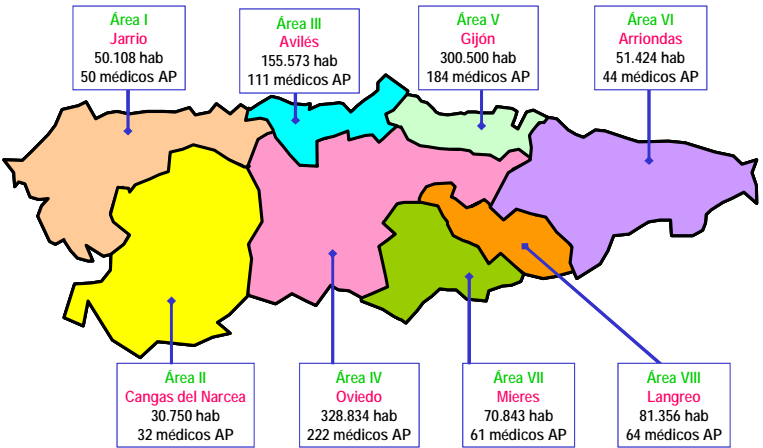 Área I
Jarrio
50.108 hab
50 médicos AP
Área III
Avilés
155.573 hab
111 médicos AP
Área V
Gijón
300.500 hab
184 médicos AP
Área VI
Arriondas
51.424 hab
44 médicos AP
Área II
Cangas del Narcea
30.750 hab
32 médicos AP
Área IV
Oviedo
328.834 hab
222 médicos AP
Área VII
Mieres
70.843 hab
61 médicos AP
Área VIII
Langreo
81.356 hab
64 médicos AP